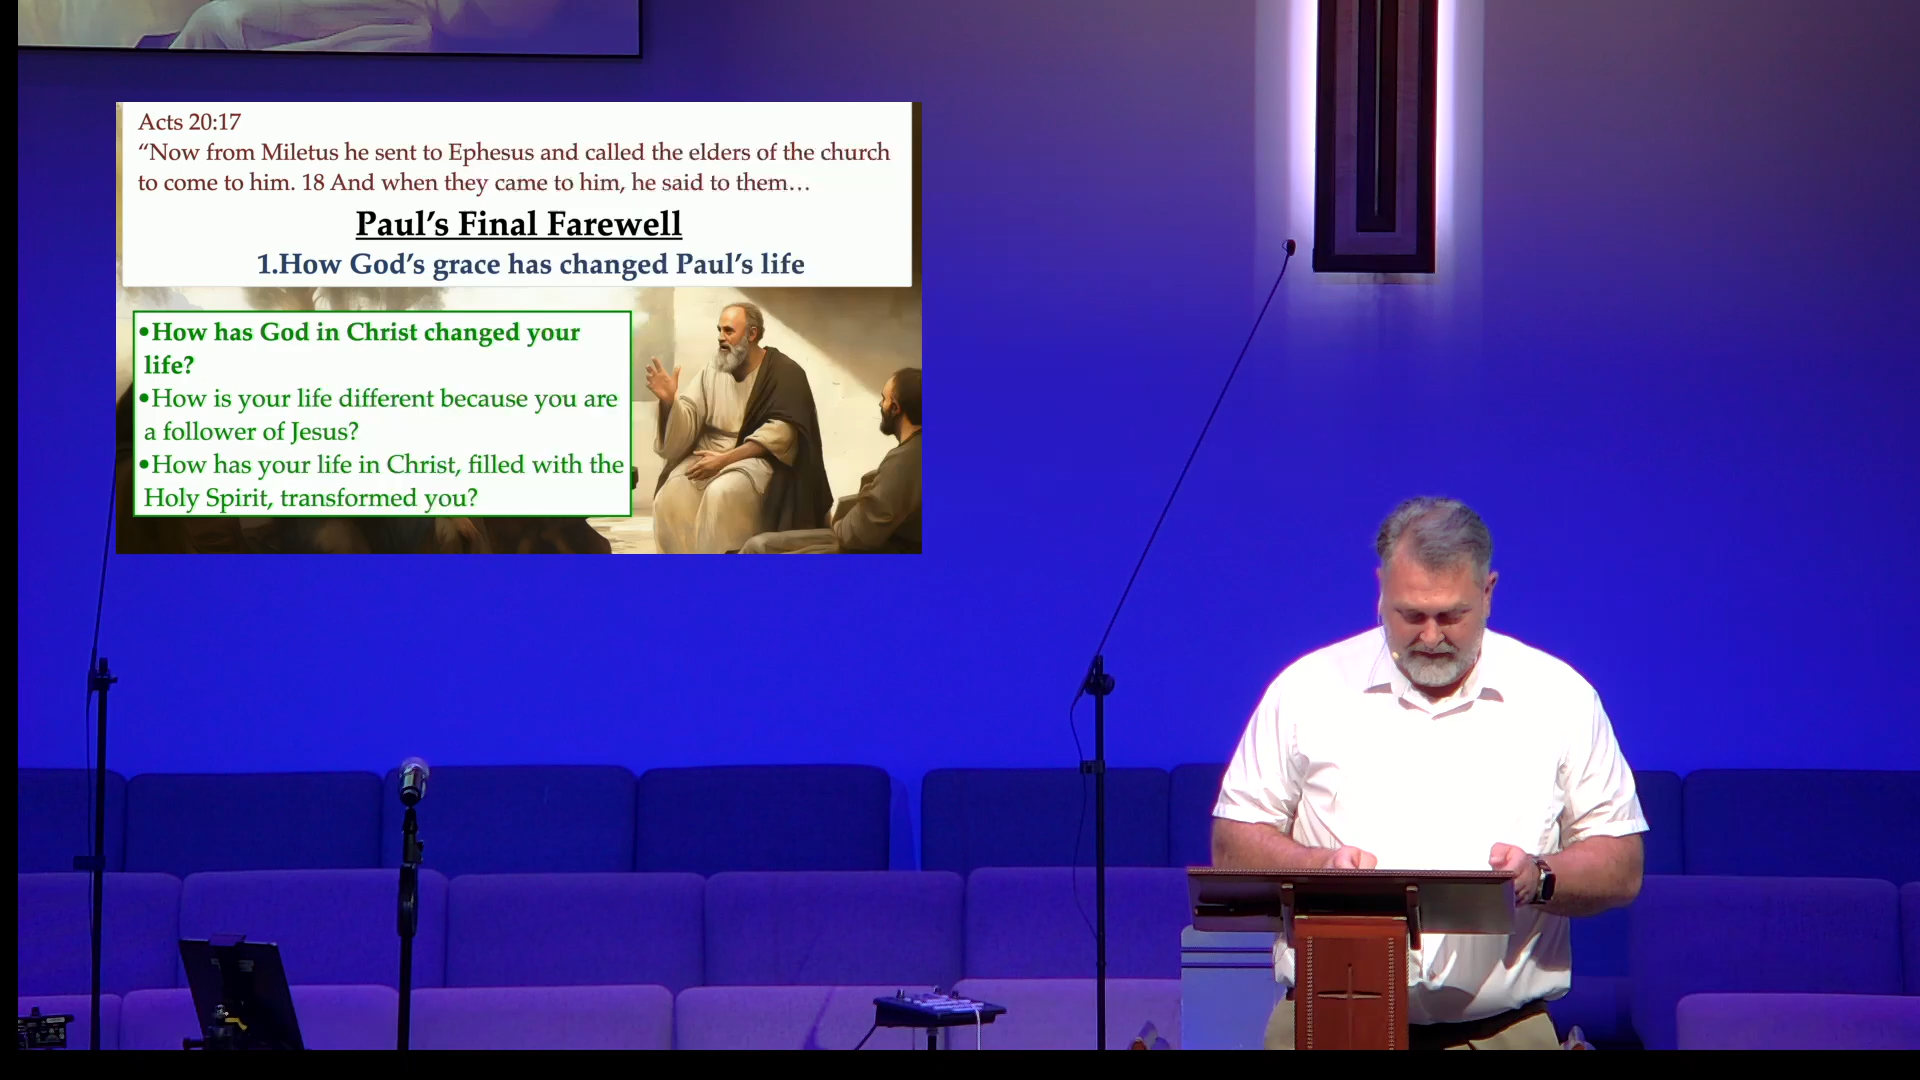 Acts 20:17
“Now from Miletus he sent to Ephesus and called the elders of the church
to come to him. 18 And when they came to him, he said to them…
Paul’s Final Farewell
1.How God’s grace has changed Paul’s life
•How has God in Christ changed your
life?
•How is your life different because you are
a follower of Jesus?
•How has your life in Christ, filled with the
Holy Spirit, transformed you?